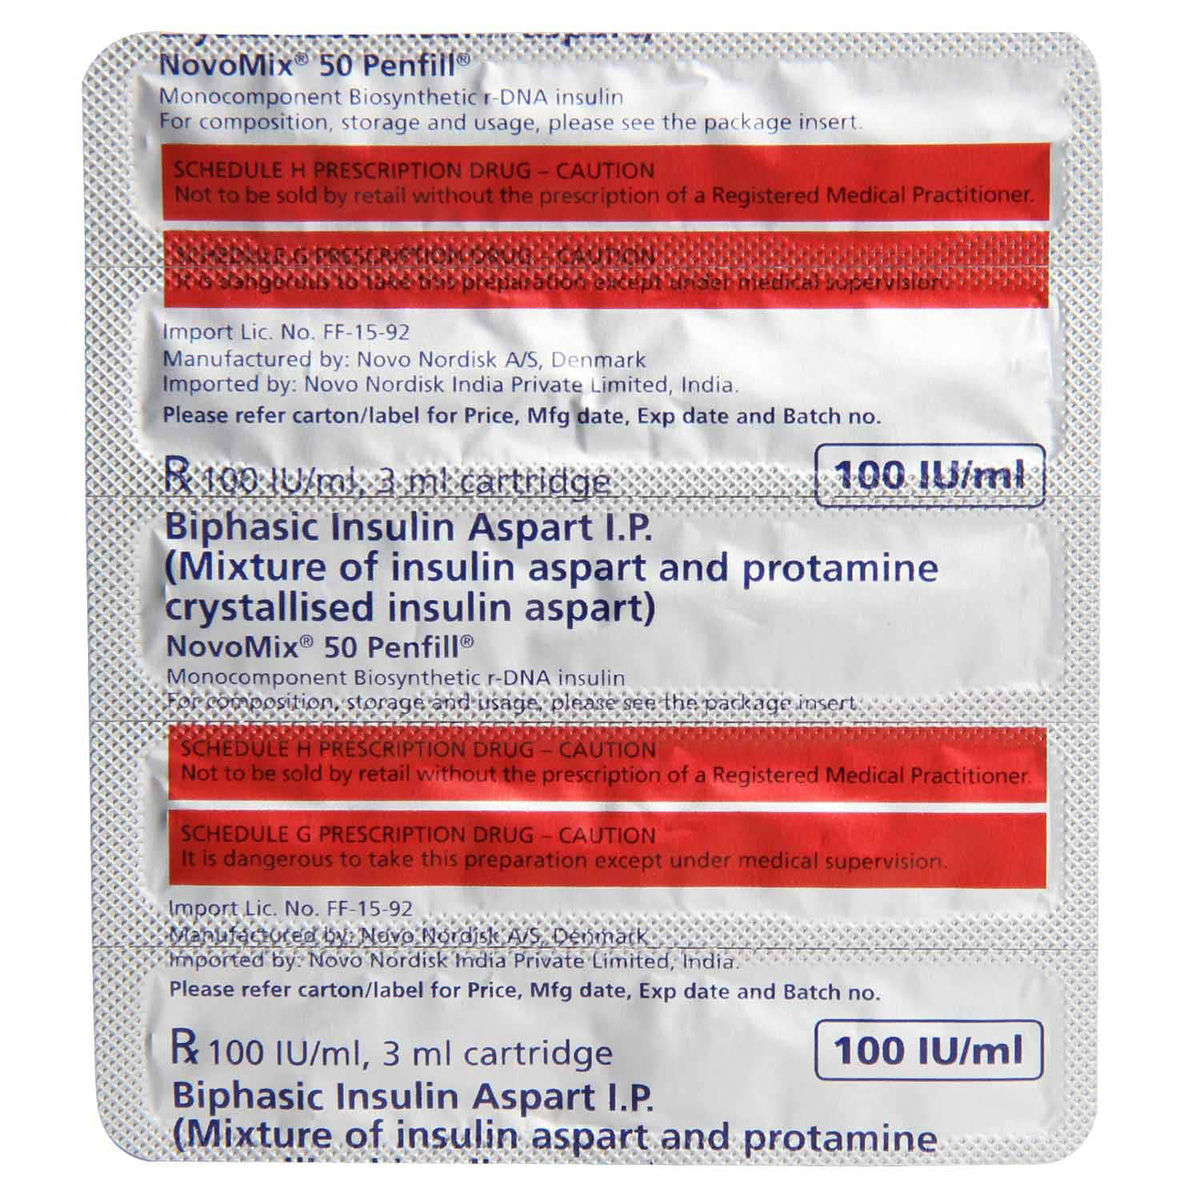 NovoMix® 50 Penfill®
Monocomponent Biosynthetic r-DNA insulin
For composition, storage and usage, please see the package insert.
SCHEDULE H PRESCRIPTION DRUG – CAUTION
Not to be sold by retail without the prescription of a Registered Medical Practitioner.
SCHEDULE G PRESCRIPTION DRUG – CAUTION
It is dangerous to take this preparation except under medical supervision.
Import Lic. No. FF-15-92
Manufactured by: Novo Nordisk A/S, Denmark
Imported by: Novo Nordisk India Private Limited, India.
Please refer carton/label for Price, Mfg date, Exp date and Batch no.
Rx 100 IU/ml, 3 ml cartridge
100 IU/ml
Biphasic Insulin Aspart I.P.
(Mixture of insulin aspart and protamine
crystallised insulin aspart)
NovoMix® 50 Penfill®
Monocomponent Biosynthetic r-DNA insulin
For composition, storage and usage, please see the package insert.
SCHEDULE H PRESCRIPTION DRUG – CAUTION
Not to be sold by retail without the prescription of a Registered Medical Practitioner.
SCHEDULE G PRESCRIPTION DRUG – CAUTION
It is dangerous to take this preparation except under medical supervision.
Import Lic. No. FF-15-92
Manufactured by: Novo Nordisk A/S, Denmark
Imported by: Novo Nordisk India Private Limited, India.
Please refer carton/label for Price, Mfg date, Exp date and Batch no.
Rx 100 IU/ml, 3 ml cartridge
100 IU/ml
Biphasic Insulin Aspart I.P.
(Mixture of insulin aspart and protamine